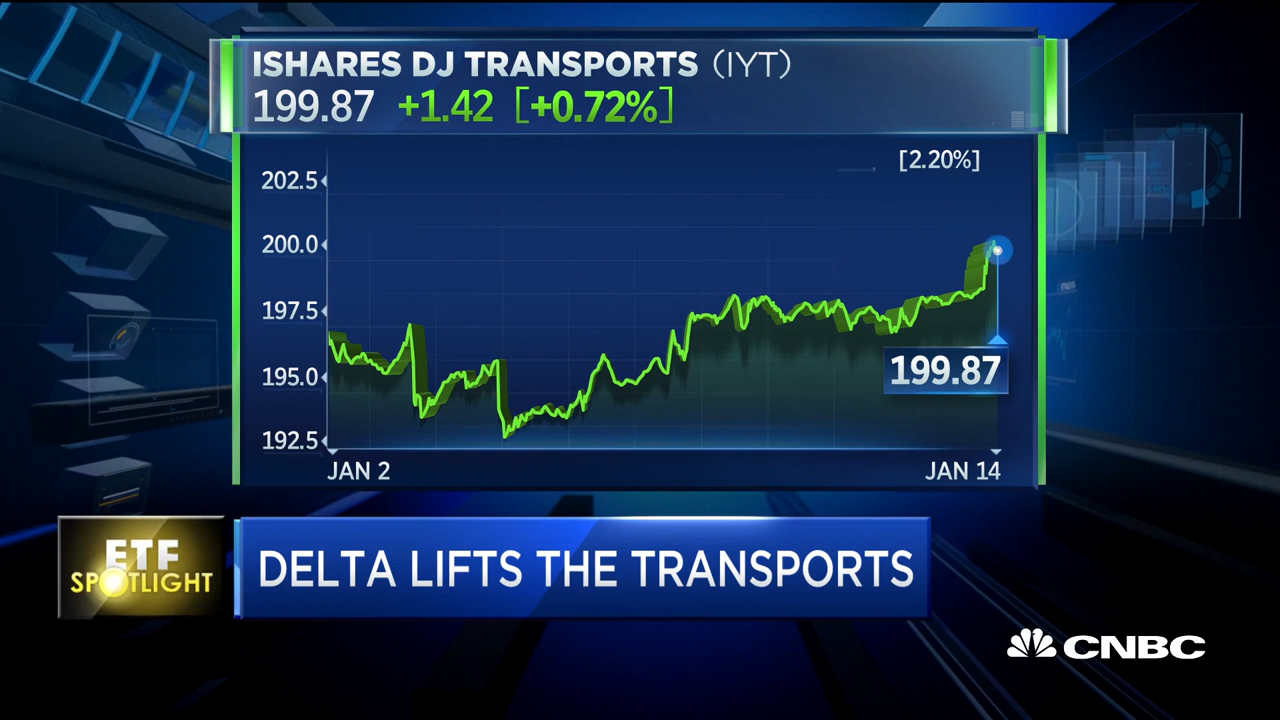 ISHARES DJ TRANSPORTS (IYT)
199.87 +1.42 [+0.72%]
[2.20%]
202.5
200.0
197.5
195.0
192.5
199.87
JAN 2 JAN 14
ETF
SPOTLIGHT
DELTA LIFTS THE TRANSPORTS
CNBC